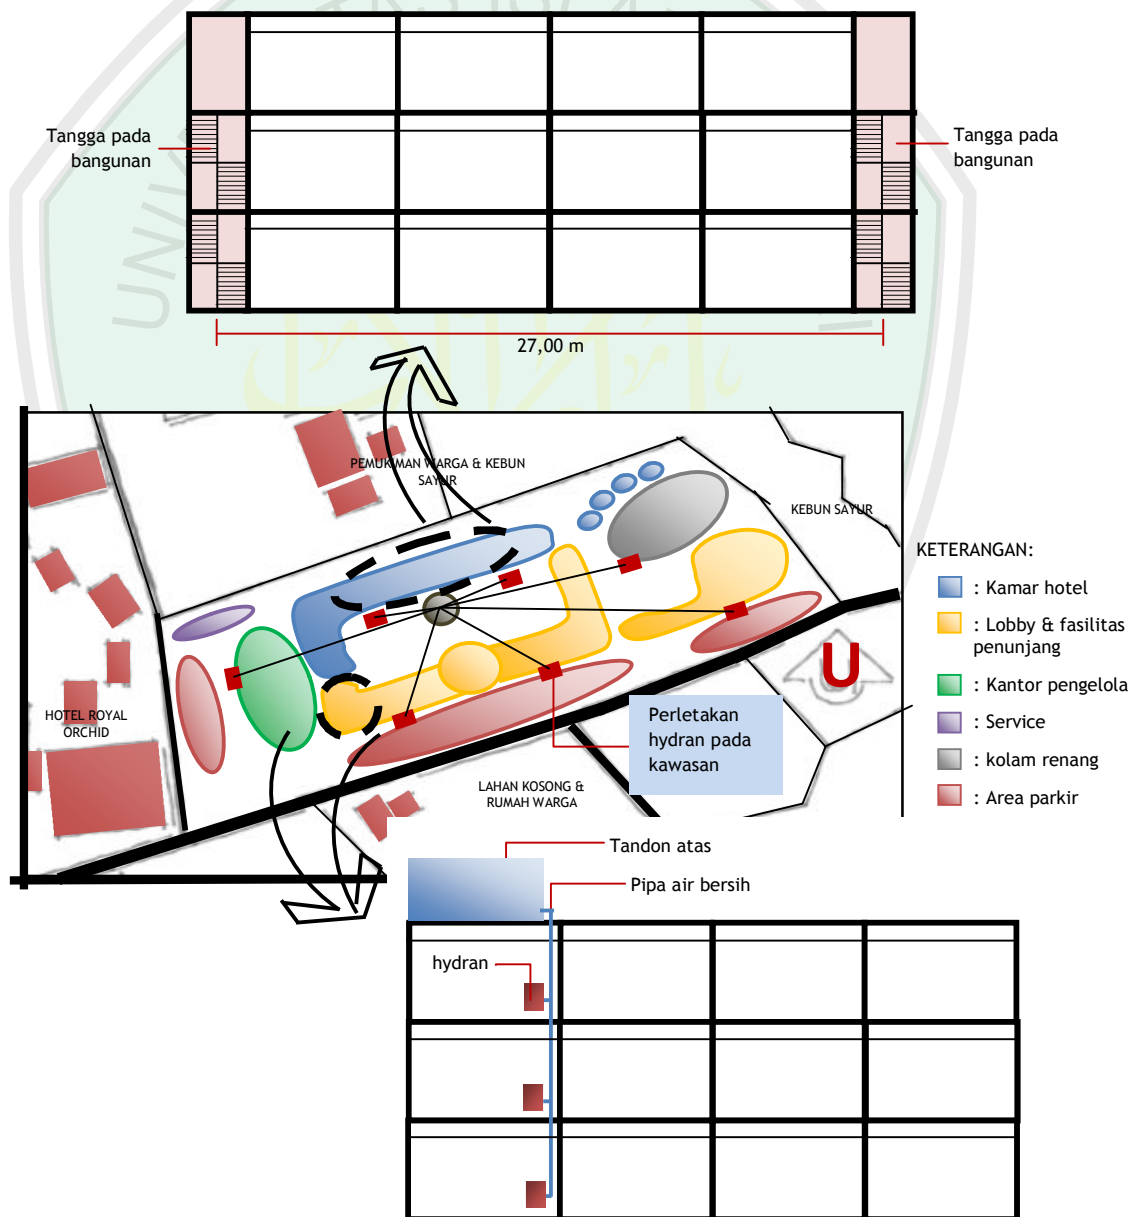 Tangga pada
bangunan
Tangga pada
bangunan
27,00 m
PEMUKIMAN WARGA & KEBUN
SAYUR
KEBUN SAYUR
HOTEL ROYAL
ORCHID
LAHAN KOSONG &
RUMAH WARGA
U
Perletakan
hydran pada
kawasan
KETERANGAN:
: Kamar hotel
: Lobby & fasilitas
penunjang
: Kantor pengelola
: Service
: kolam renang
: Area parkir
Tandon atas
Pipa air bersih
hydran